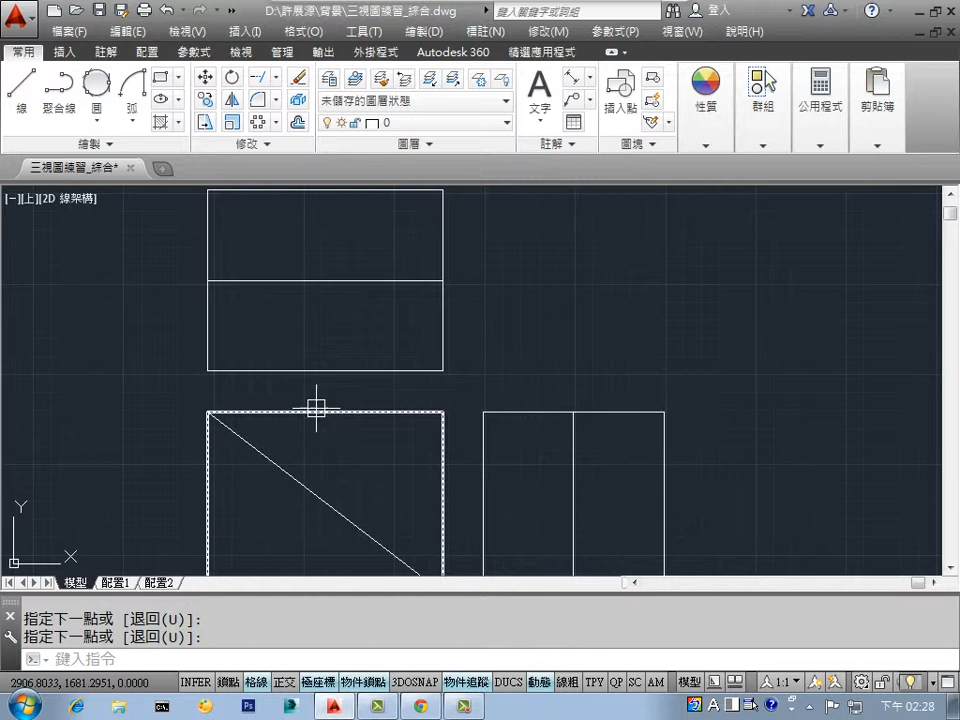 D:\許展源\背景\三視圖練習_綜合.dwg
鍵入關鍵字或片語
登入
檔案(F) 編輯(E) 檢視(V) 插入(I) 格式(O) 工具(T) 繪製(D) 標註(N) 修改(M) 參數式(P) 視窗(W) 說明(H)
常用 插入 註解 配置 參數式 檢視 管理 輸出 外掛程式 Autodesk 360 精選應用程式
未儲存的圖層狀態
線 聚合線 圓 弧 文字 插入點 性質 群組 公用程式 剪貼簿
0
繪製 修改 圖層 註解 圖塊
三視圖練習_綜合*
[−][上][2D 線架構]
Y
X
模型 配置1 配置2
指定下一點或 [退回(U)]:
指定下一點或 [退回(U)]:
鍵入指令
2906.8033, 1681.2951, 0.0000 INFER 鎖點 格線 正交 極座標 物件鎖點 3DOSNAP 物件追蹤 DUCS 動態 線粗 TPY QP SC AM 模型 1:1
下午 02:28